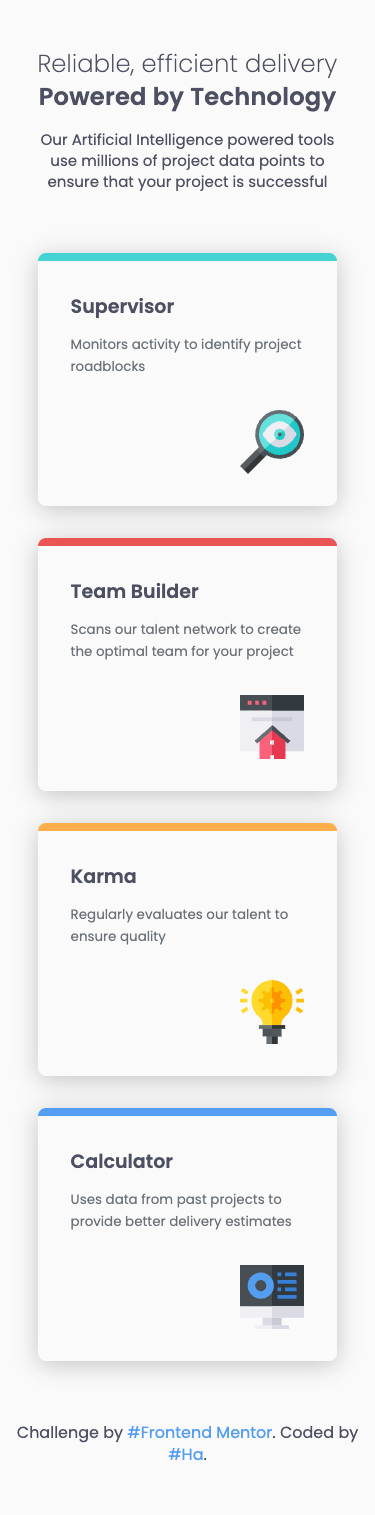 Reliable, efficient delivery
Powered by Technology
Our Artificial Intelligence powered tools
use millions of project data points to
ensure that your project is successful
Supervisor
Monitors activity to identify project
roadblocks
Team Builder
Scans our talent network to create
the optimal team for your project
Karma
Regularly evaluates our talent to
ensure quality
Calculator
Uses data from past projects to
provide better delivery estimates
Challenge by #Frontend Mentor. Coded by
#Ha.